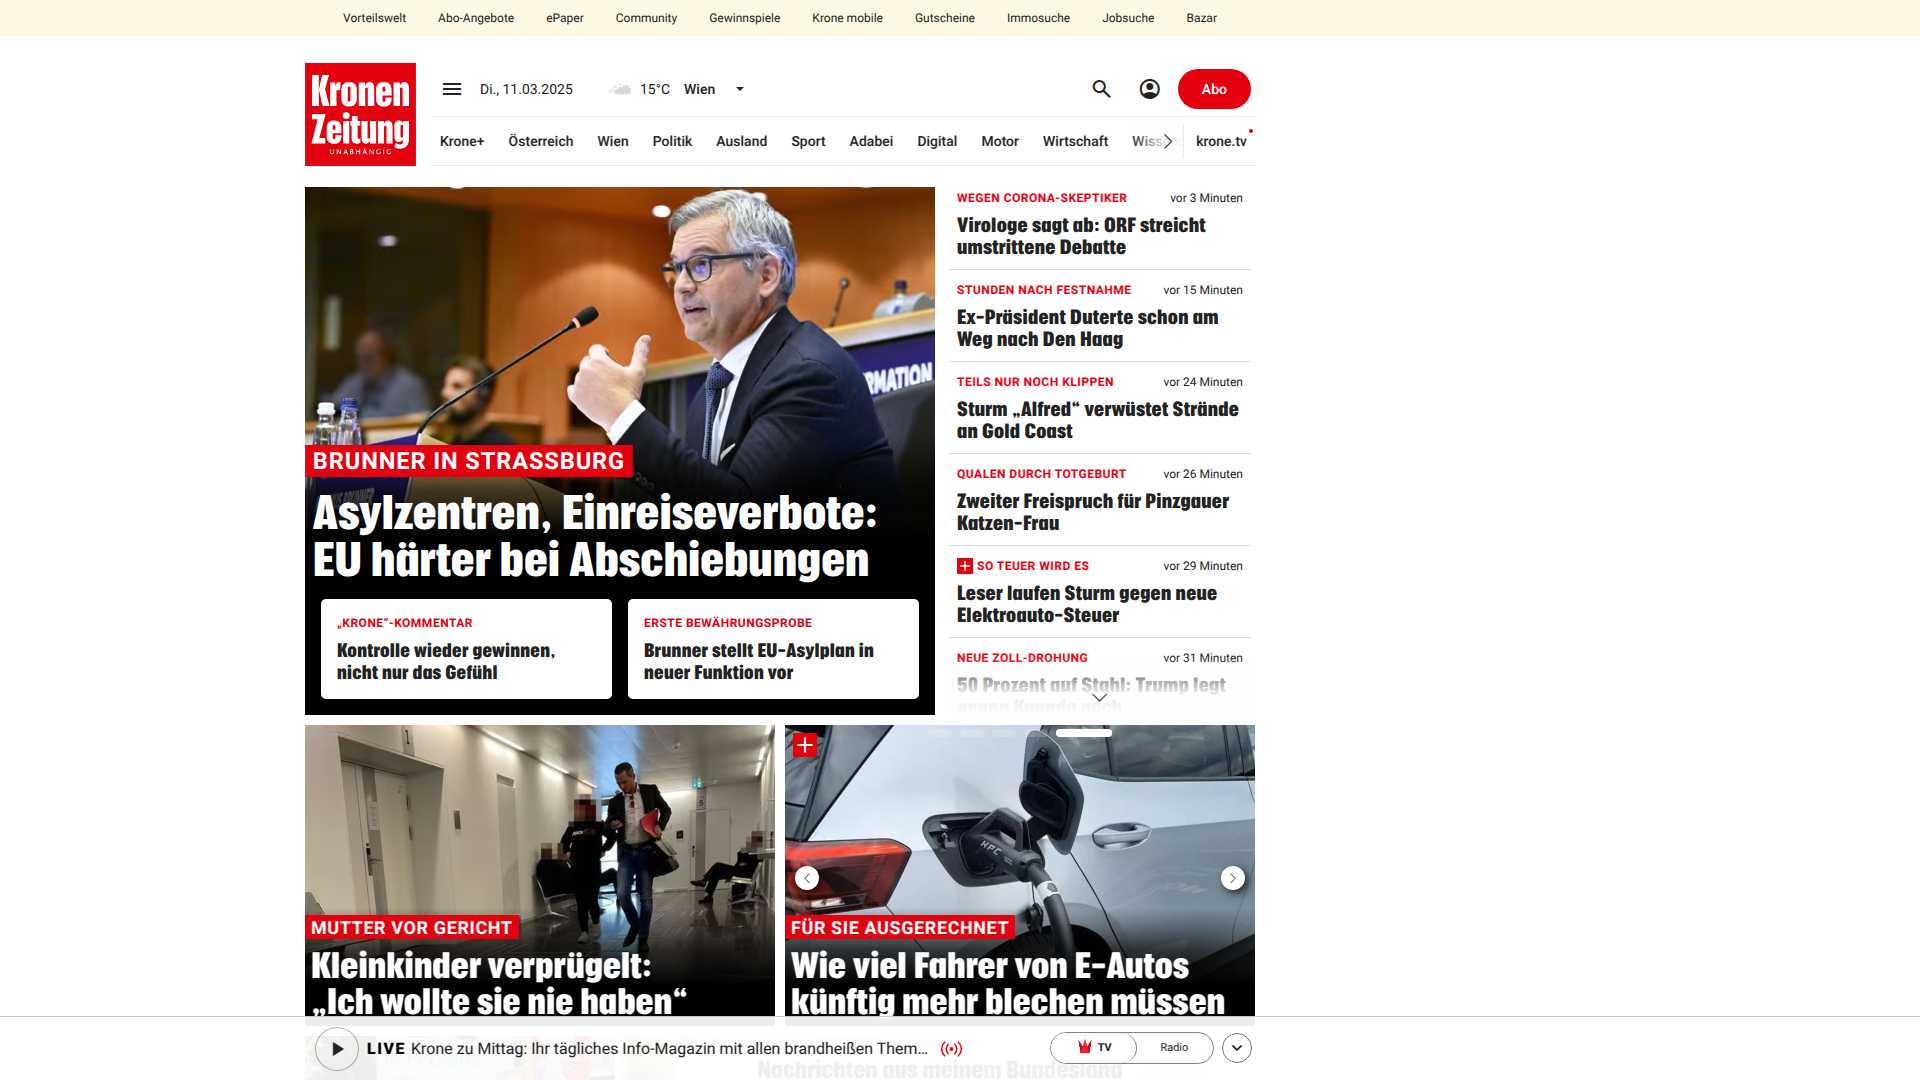 Vorteilswelt Abo-Angebote ePaper Community Gewinnspiele Krone mobile Gutscheine Immosuche Jobsuche Bazar
Kronen
Zeitung
UNABHÄNGIG
Di., 11.03.2025 15°C Wien
Abo
Krone+ Österreich Wien Politik Ausland Sport Adabei Digital Motor Wirtschaft Wiss krone.tv
RMATION
BRUNNER IN STRASSBURG
Asylzentren, Einreiseverbote:
EU härter bei Abschiebungen
„KRONE“-KOMMENTAR
Kontrolle wieder gewinnen,
nicht nur das Gefühl
ERSTE BEWÄHRUNGSPROBE
Brunner stellt EU-Asylplan in
neuer Funktion vor
WEGEN CORONA-SKEPTIKER vor 3 Minuten
Virologe sagt ab: ORF streicht
umstrittene Debatte
STUNDEN NACH FESTNAHME vor 15 Minuten
Ex-Präsident Duterte schon am
Weg nach Den Haag
TEILS NUR NOCH KLIPPEN vor 24 Minuten
Sturm „Alfred“ verwüstet Strände
an Gold Coast
QUALEN DURCH TOTGEBURT vor 26 Minuten
Zweiter Freispruch für Pinzgauer
Katzen-Frau
SO TEUER WIRD ES vor 29 Minuten
Leser laufen Sturm gegen neue
Elektroauto-Steuer
NEUE ZOLL-DROHUNG vor 31 Minuten
50 Prozent auf Stahl: Trump legt
gegen Kanada nach
MUTTER VOR GERICHT
Kleinkinder verprügelt:
„Ich wollte sie nie haben“
HPC
FÜR SIE AUSGERECHNET
Wie viel Fahrer von E-Autos
künftig mehr blechen müssen
LIVE Krone zu Mittag: Ihr tägliches Info-Magazin mit allen brandheißen Them... TV Radio
Nachrichten aus meinem Bundesland